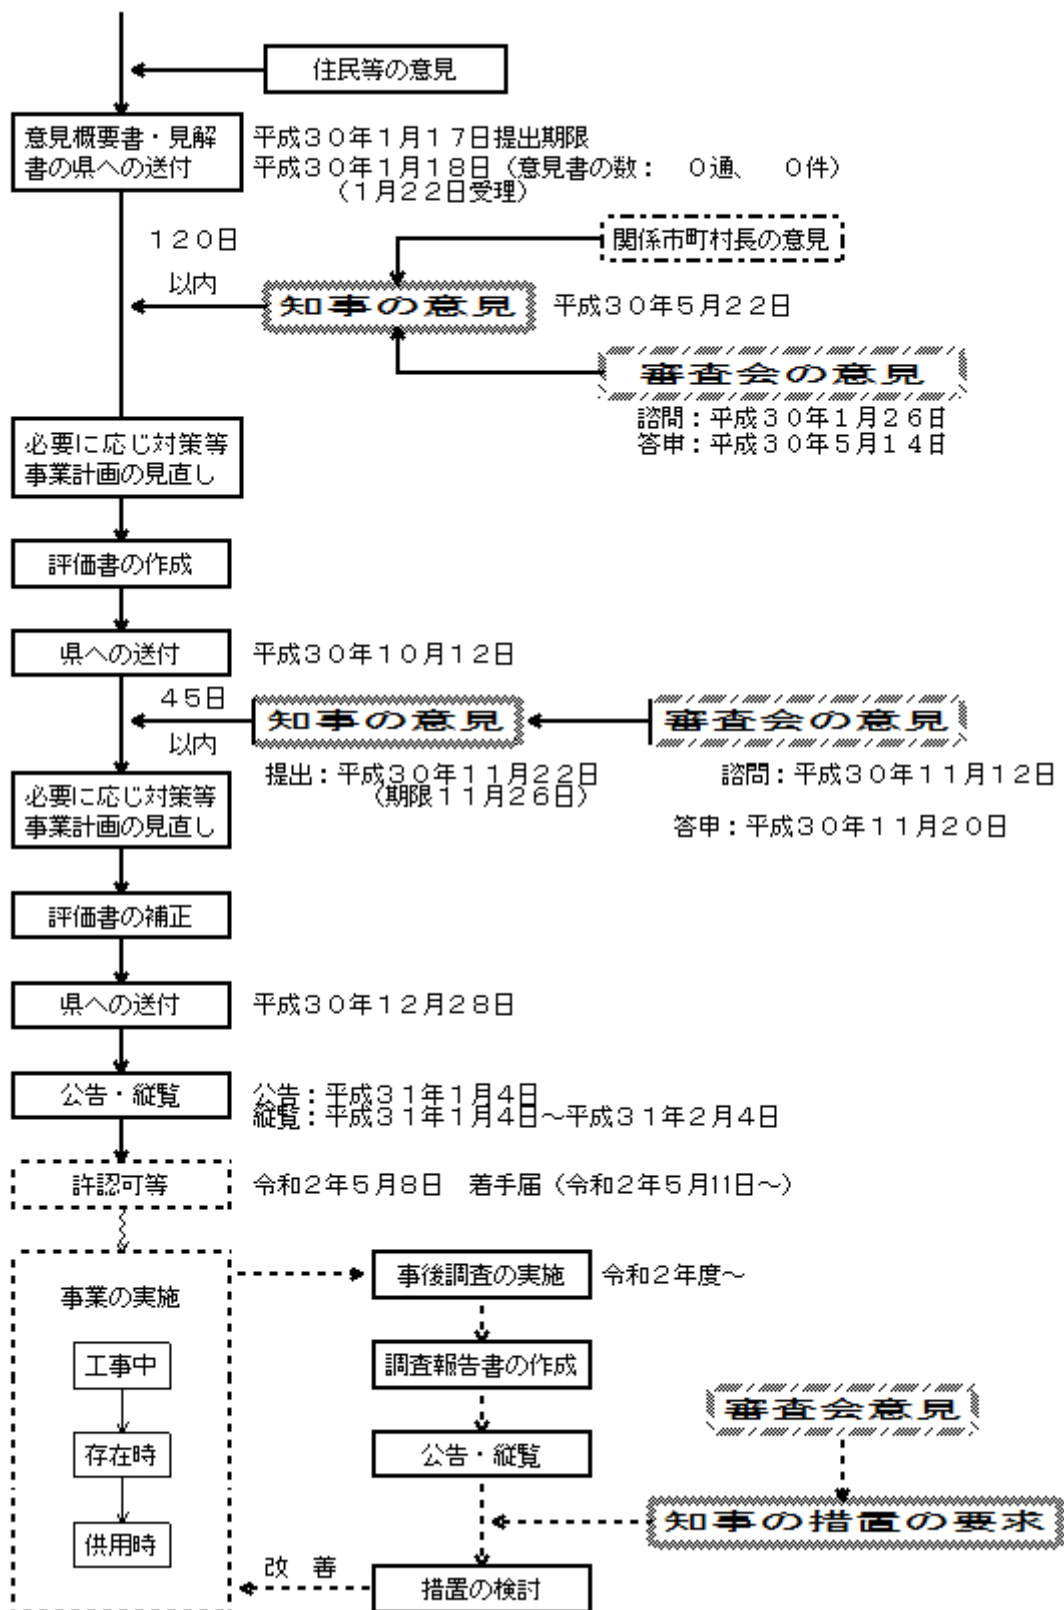 住民等の意見
意見概要書・見解
書の県への送付
平成３０年１月１７日提出期限
平成３０年１月１８日（意見書の数：　０通、　０件）
（１月２２日受理）
１２０日
以内
関係市町村長の意見
知事の意見
平成３０年５月２２日
審査会の意見
諮問：平成３０年１月２６日
答申：平成３０年５月１４日
必要に応じ対策等
事業計画の見直し
評価書の作成
県への送付
平成３０年１０月１２日
４５日
以内
知事の意見
審査会の意見
提出：平成３０年１１月２２日
（期限１１月２６日）
諮問：平成３０年１１月１２日
答申：平成３０年１１月２０日
必要に応じ対策等
事業計画の見直し
評価書の補正
県への送付
平成３０年１２月２８日
公告・縦覧
公告：平成３１年１月４日
縦覧：平成３１年１月４日～平成３１年２月４日
許認可等
令和２年５月８日　着手届（令和２年５月11日～）
事業の実施
工事中
存在時
供用時
事後調査の実施
令和２年度～
調査報告書の作成
公告・縦覧
審査会意見
知事の措置の要求
改　善
措置の検討